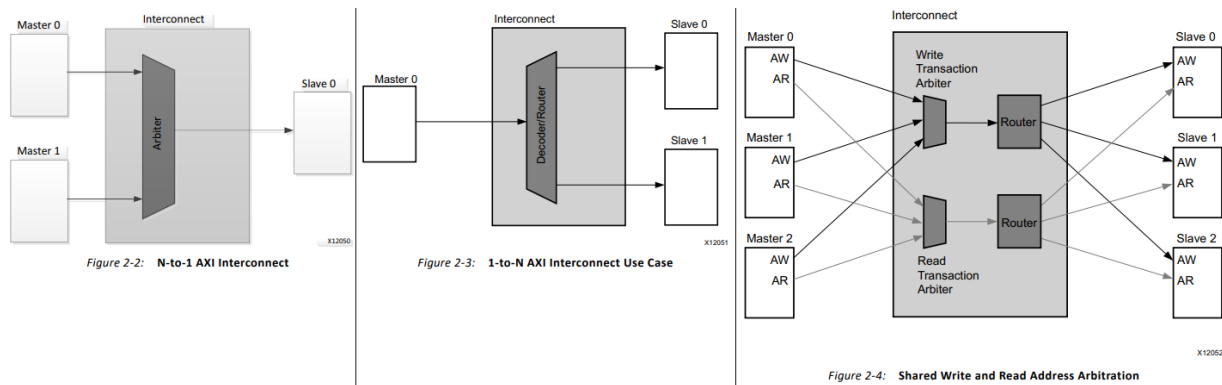 Master 0
Interconnect
Arbiter
Slave 0
Master 1
X12050
Figure 2-2: N-to-1 AXI Interconnect
Interconnect
Slave 0
Master 0
Decoder/Router
Slave 1
X12051
Figure 2-3: 1-to-N AXI Interconnect Use Case
Interconnect
Master 0
AW
AR
Write
Transaction
Arbiter
Slave 0
AW
AR
Router
Master 1
AW
AR
Slave 1
AW
AR
Router
Master 2
AW
AR
Read
Transaction
Arbiter
Slave 2
AW
AR
X12052
Figure 2-4: Shared Write and Read Address Arbitration